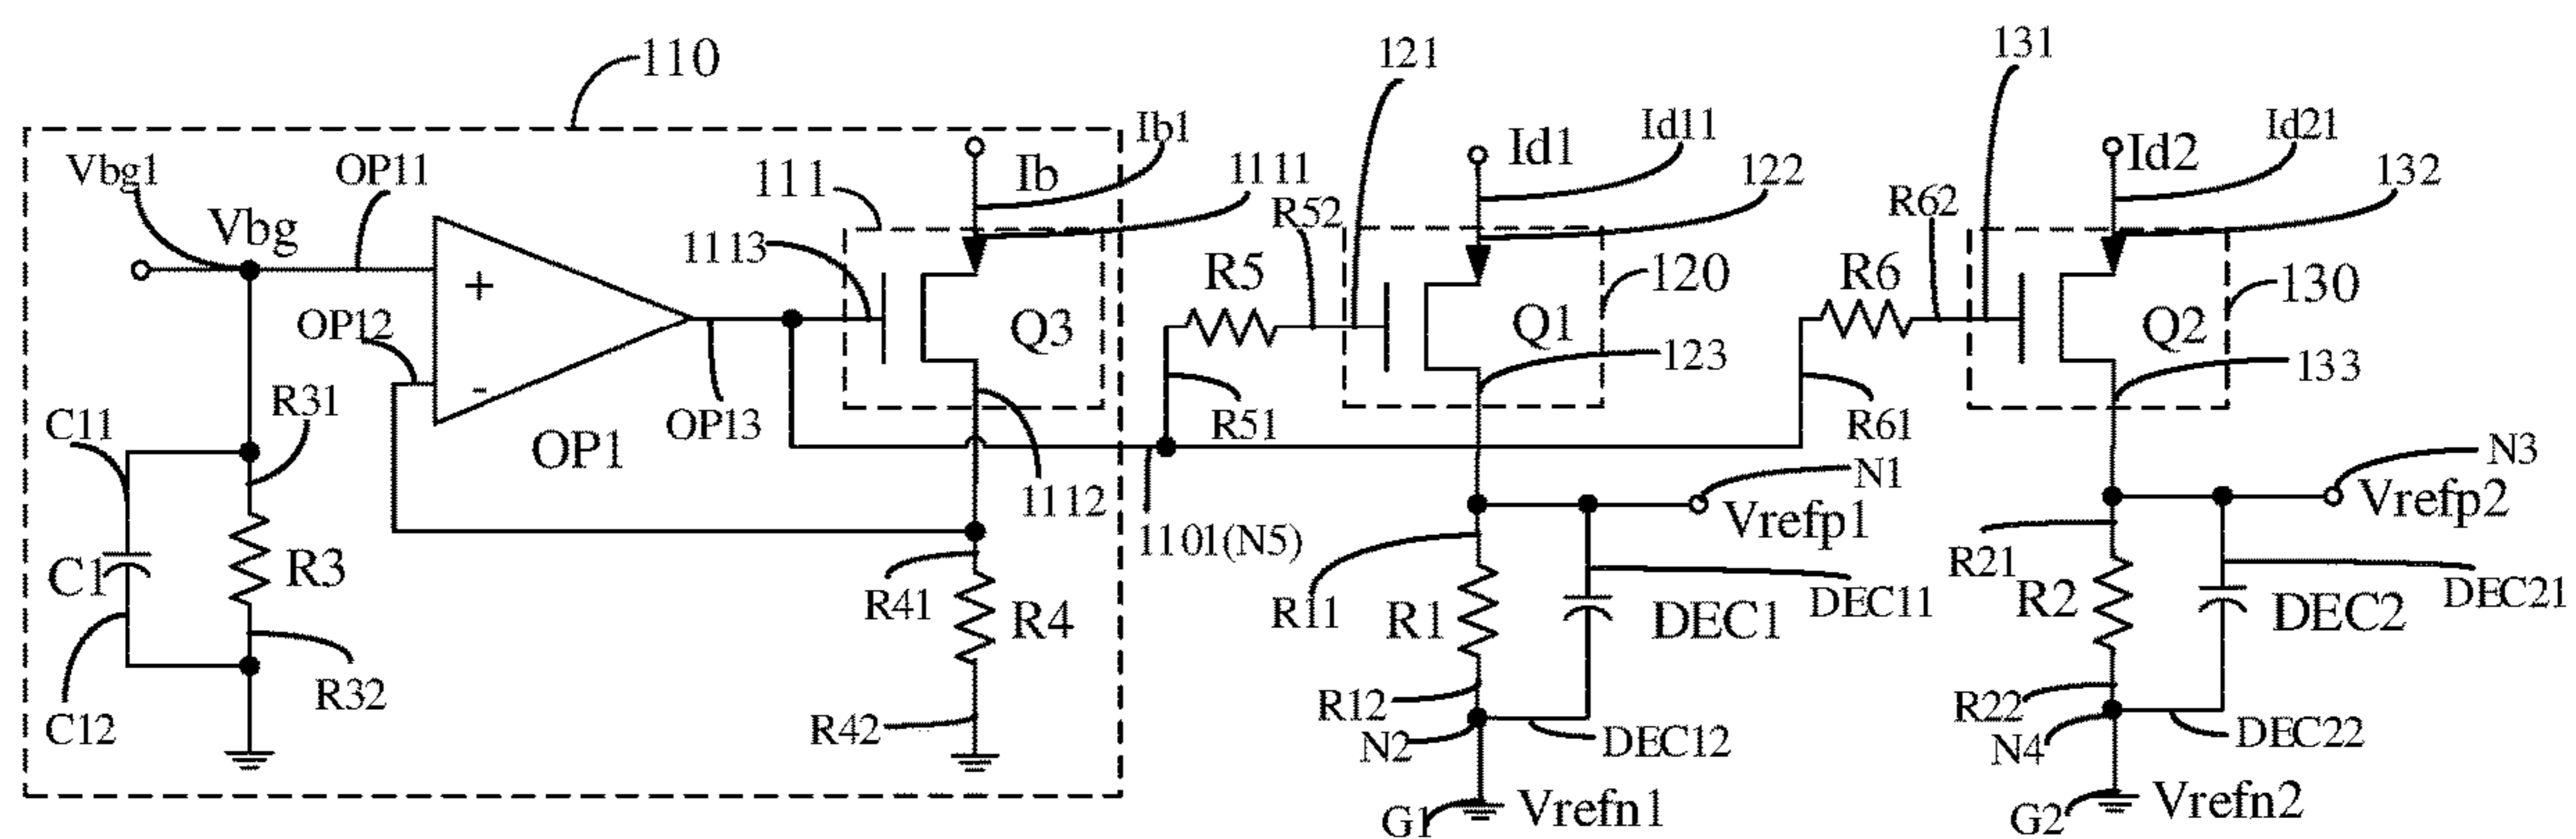 110
Vbg1
OP11
Vbg
+
-
OP12
OP1
OP13
C11
R31
C1
R3
C12
R32
111
1113
Ib
Ib1
1111
Q3
1112
R41
R4
R42
1101(N5)
R52
R5
R51
121
Id1
Id11
122
120
Q1
123
N1
Vrefp1
R11
R1
DEC1
DEC11
R12
N2
DEC12
G1
Vrefn1
R62
R6
R61
131
Id2
Id21
132
130
Q2
133
N3
Vrefp2
R21
R2
DEC2
DEC21
R22
N4
DEC22
G2
Vrefn2